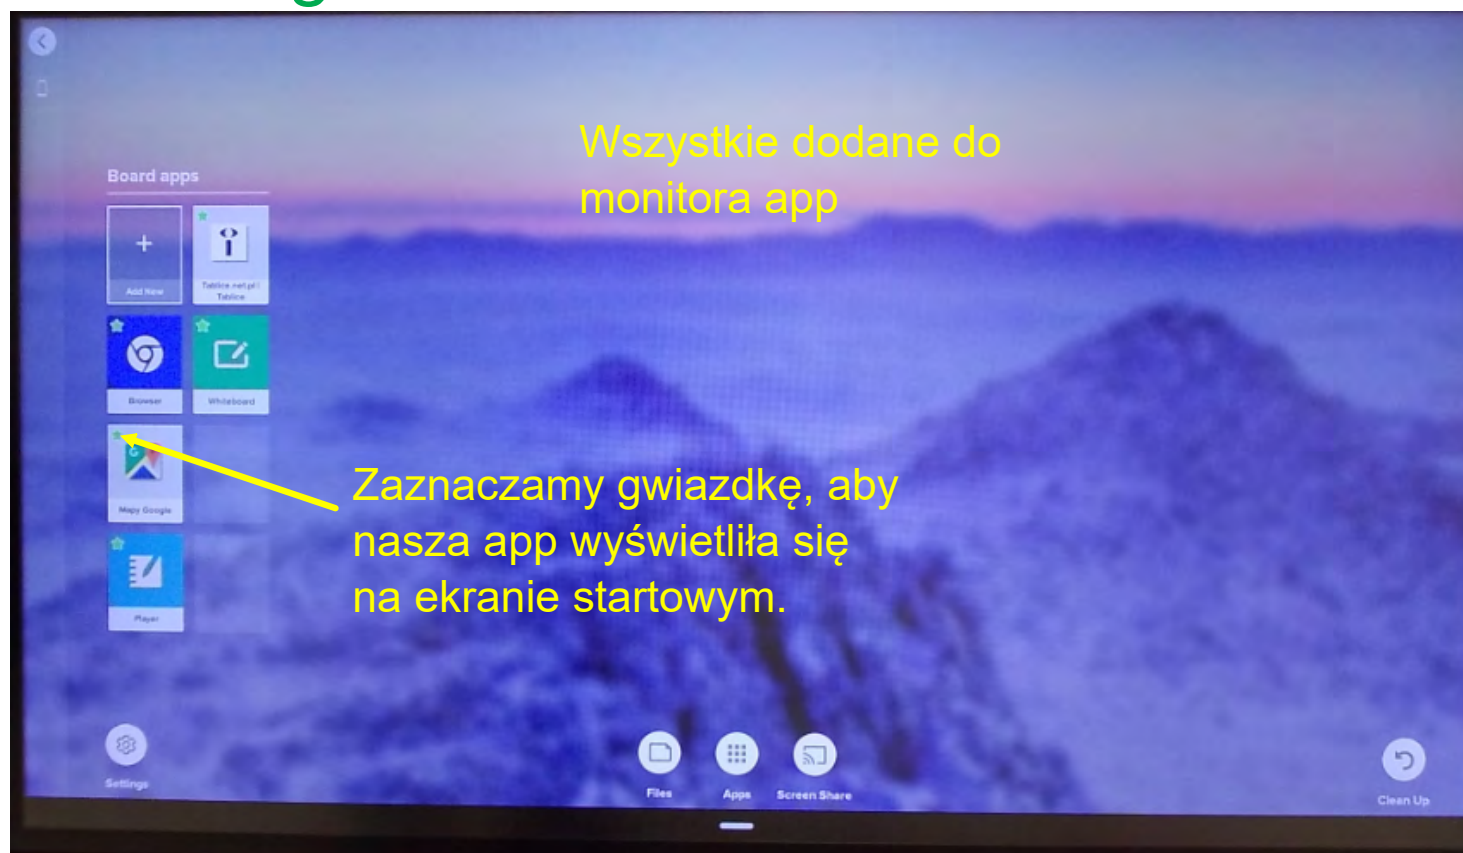 Wszystkie dodane do
monitora app
Board apps
Add New
Tablice.net.pl
Tablice
Browser
Whiteboard
Mapy Google
Zaznaczamy gwiazdkę, aby
nasza app wyświetliła się
na ekranie startowym.
Player
Settings
Files
Apps
Screen Share
Clean Up